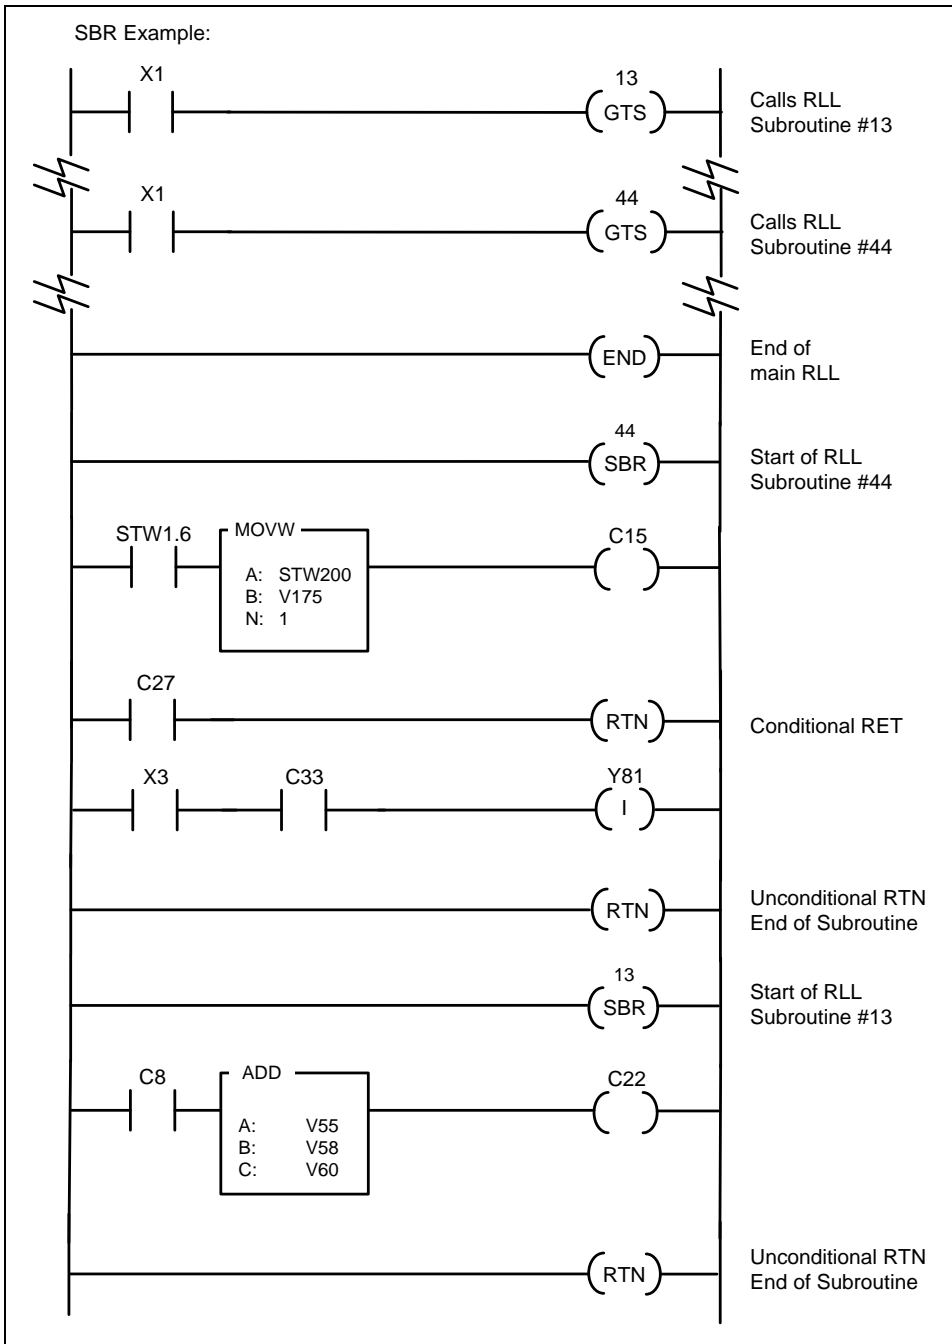 SBR Example:
X1
13
GTS
Calls RLL
Subroutine #13
X1
44
GTS
Calls RLL
Subroutine #44
END
End of
main RLL
44
SBR
Start of RLL
Subroutine #44
STW1.6
MOVW
A: STW200
B: V175
N: 1
C15
C27
RTN
Conditional RET
X3
C33
Y81
I
RTN
Unconditional RTN
End of Subroutine
13
SBR
Start of RLL
Subroutine #13
C8
ADD
A: V55
B: V58
C: V60
C22
RTN
Unconditional RTN
End of Subroutine